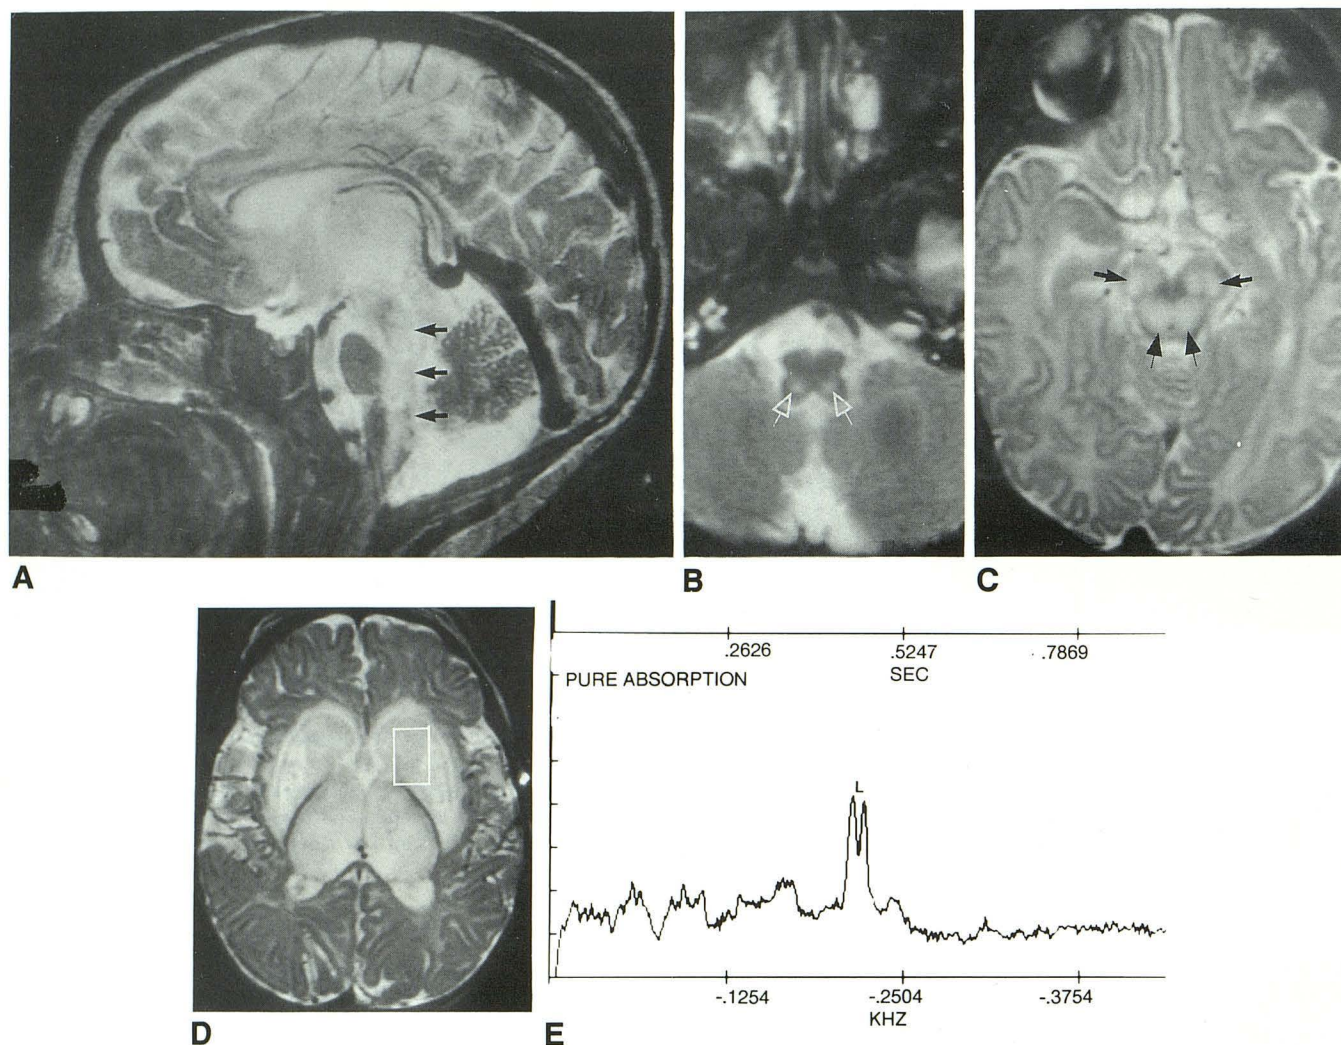 A
B
C
D
E
.2626
.5247
.7869
SEC
PURE ABSORPTION
L
-.1254
-.2504
-.3754
KHZ